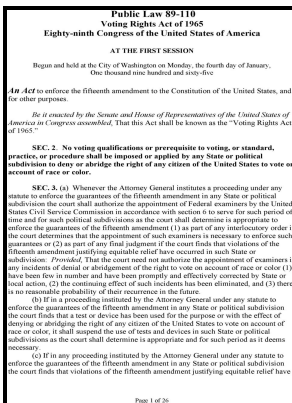 Public Law 89-110
Voting Rights Act of 1965
Eighty-ninth Congress of the United States of America
AT THE FIRST SESSION
Begun and held at the City of Washington on Monday, the fourth day of January,
One thousand nine hundred and sixty-five
An Act to enforce the fifteenth amendment to the Constitution of the United States, and
for other purposes.
Be it enacted by the Senate and House of Representatives of the United States of
America in Congress assembled, That this Act shall be known as the "Voting Rights Act
of 1965."
SEC. 2. No voting qualifications or prerequisite to voting, or standard,
practice, or procedure shall be imposed or applied by any State or political
subdivision to deny or abridge the right of any citizen of the United States to vote on
account of race or color.
SEC. 3. (a) Whenever the Attorney General institutes a proceeding under any
statute to enforce the guarantees of the fifteenth amendment in any State or political
subdivision the court shall authorize the appointment of Federal examiners by the United
States Civil Service Commission in accordance with section 6 to serve for such period of
time and for such political subdivisions as the court shall determine is appropriate to
enforce the guarantees of the fifteenth amendment (1) as part of any interlocutory order i
the court determines that the appointment of such examiners is necessary to enforce such
guarantees or (2) as part of any final judgment if the court finds that violations of the
fifteenth amendment justifying equitable relief have occurred in such State or
subdivision: Provided, That the court need not authorize the appointment of examiners i
any incidents of denial or abridgement of the right to vote on account of race or color (1)
have been few in number and have been promptly and effectively corrected by State or
local action, (2) the continuing effect of such incidents has been eliminated, and (3) there
is no reasonable probability of their recurrence in the future.
(b) If in a proceeding instituted by the Attorney General under any statute to
enforce the guarantees of the fifteenth amendment in any State or political subdivision
the court finds that a test or device has been used for the purpose or with the effect of
denying or abridging the right of any citizen of the United States to vote on account of
race or color, it shall suspend the use of tests and devices in such State or political
subdivisions as the court shall determine is appropriate and for such period as it deems
necessary.
(c) If in any proceeding instituted by the Attorney General under any statute to
enforce the guarantees of the fifteenth amendment in any State or political subdivision
the court finds that violations of the fifteenth amendment justifying equitable relief have
Page 1 of 26